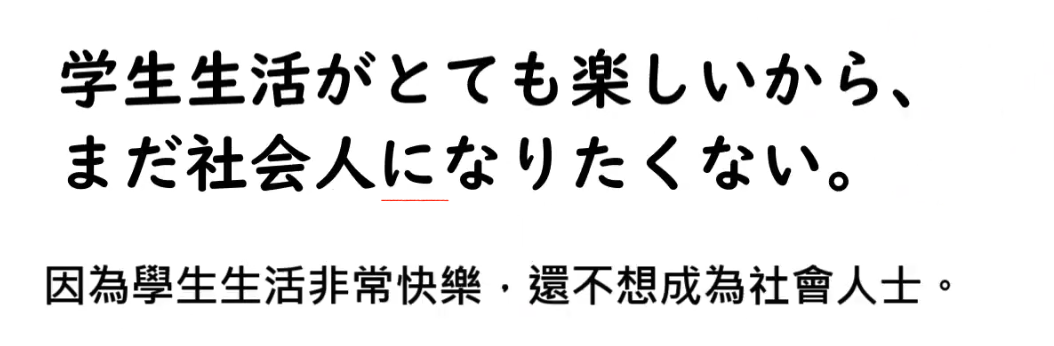 学生生活がとても楽しいから、
まだ社会人になりたくない。
因為學生生活非常快樂，還不想成為社會人士。